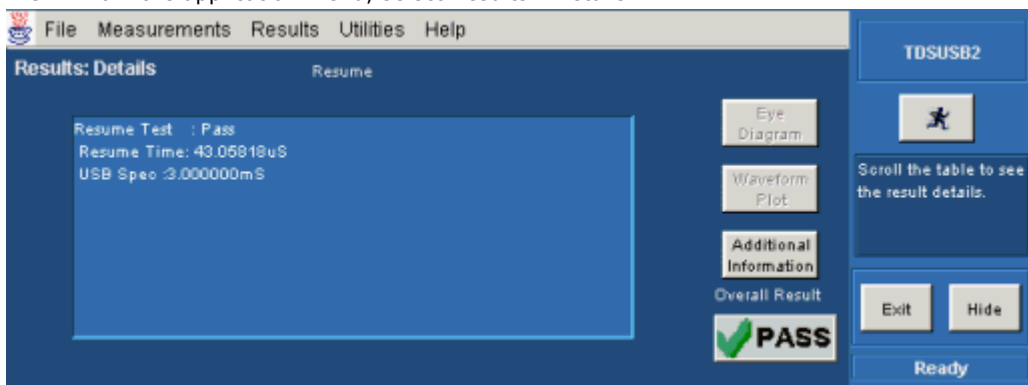 File Measurements Results Utilities Help
TDSUSB2
Results: Details Resume
Resume Test : Pass
Resume Time: 43.05818uS
USB Spec :3.000000mS
Eye
Diagram
Waveform
Plot
Additional
Information
Overall Result
PASS
Scroll the table to see
the result details.
Exit Hide
Ready